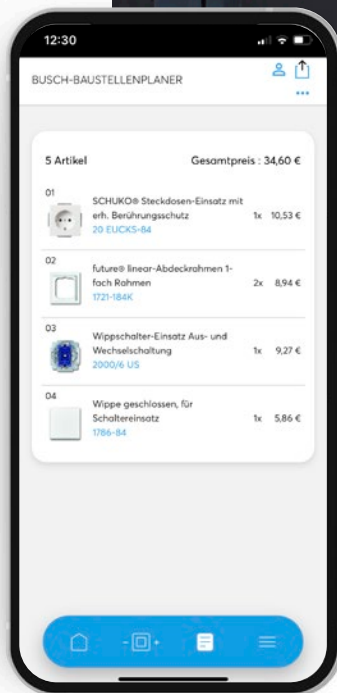 12:30
BUSCH-BAUSTELLENPLANER
5 Artikel Gesamtpreis : 34,60 €
01
SCHUKO® Steckdosen-Einsatz mit
erh. Berührungsschutz 1x 10,53 €
20 EUCKS-84
02
future® linear-Abdeckrahmen 1-
fach Rahmen 2x 8,94 €
1721-184K
03
Wippschalter-Einsatz Aus- und
Wechselschaltung 1x 9,27 €
2000/6 US
04
Wippe geschlossen, für
Schaltereinsatz 1x 5,86 €
1786-84